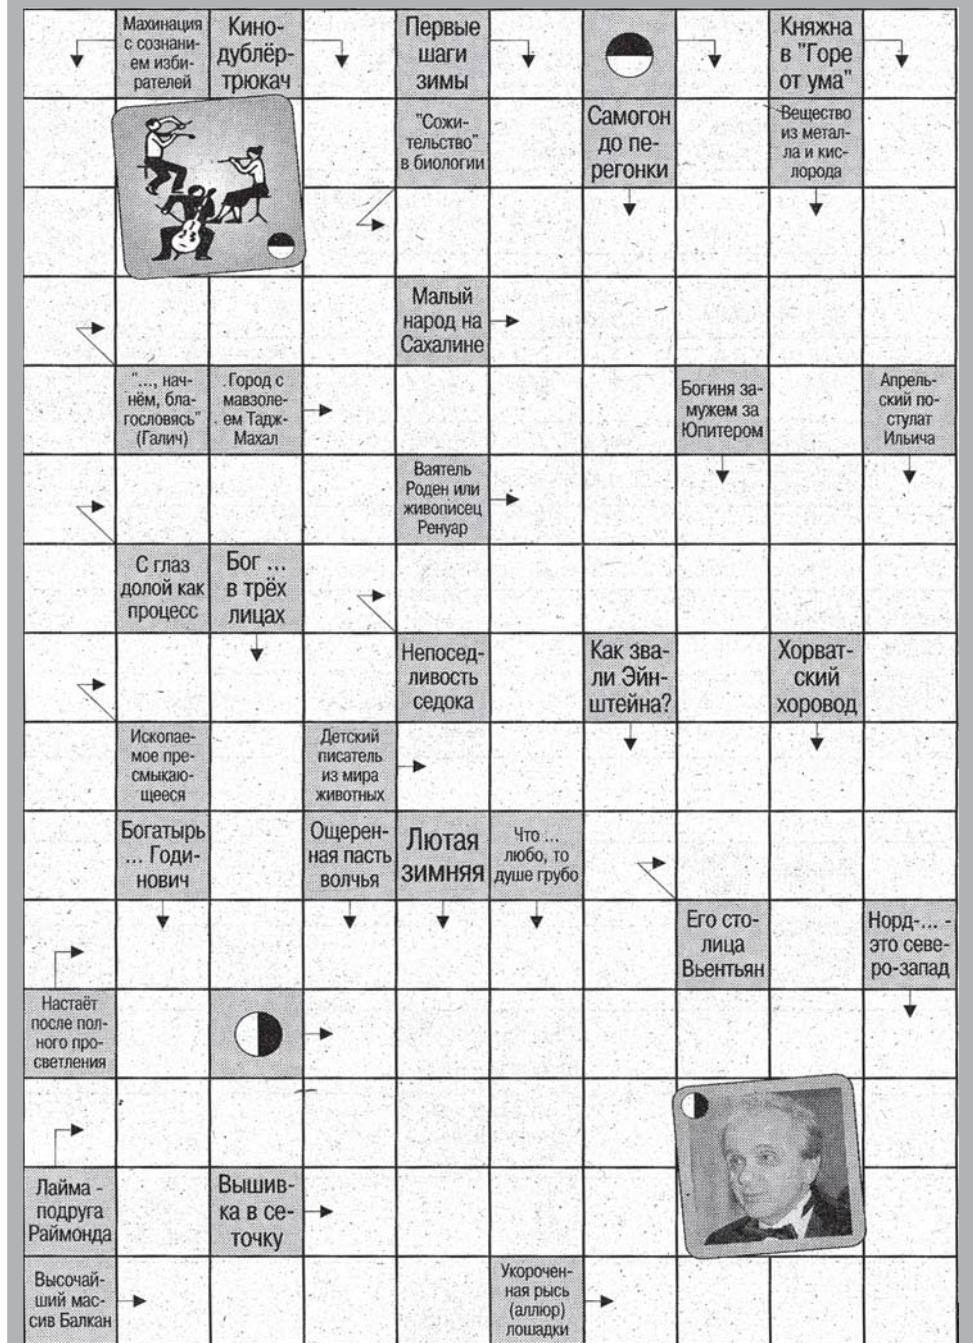 Махинация
с сознани-
ем изби-
рателей
Кино-
дублёр-
трюкач
Первые
шаги
зимы
Княжна
в "Горе
от ума"
"Сожи-
тельство"
в биологии
Самогон
до пе-
регонки
Вещество
из метал-
ла и кис-
лорода
Малый
народ на
Сахалине
"..., нач-
нём, бла-
гословясь"
(Галич)
Город с
мавзоле-
ем Тадж-
Махал
Богиня за-
мужем за
Юпитером
Апрель-
ский по-
стулат
Ильича
Ваятель
Роден или
живописец
Ренуар
С глаз
долой как
процесс
Бог ...
в трёх
лицах
Непосед-
ливость
седока
Как зва-
ли Эйн-
штейна?
Хорват-
ский
хоровод
Ископае-
мое пре-
смыкаю-
щееся
Детский
писатель
из мира
животных
Богатырь
... Годи-
нович
Ощерен-
ная пасть
волчья
Лютая
зимняя
Что ...
любо, то
душе грубо
Его сто-
лица
Вьентьян
Норд-... -
это севе-
ро-запад
Настаёт
после пол-
ного про-
светления
Лайма -
подруга
Раймонда
Вышив-
ка в се-
точку
Высочай-
ший мас-
сив Балкан
Укорочен-
ная рысь
(аллюр)
лошадки